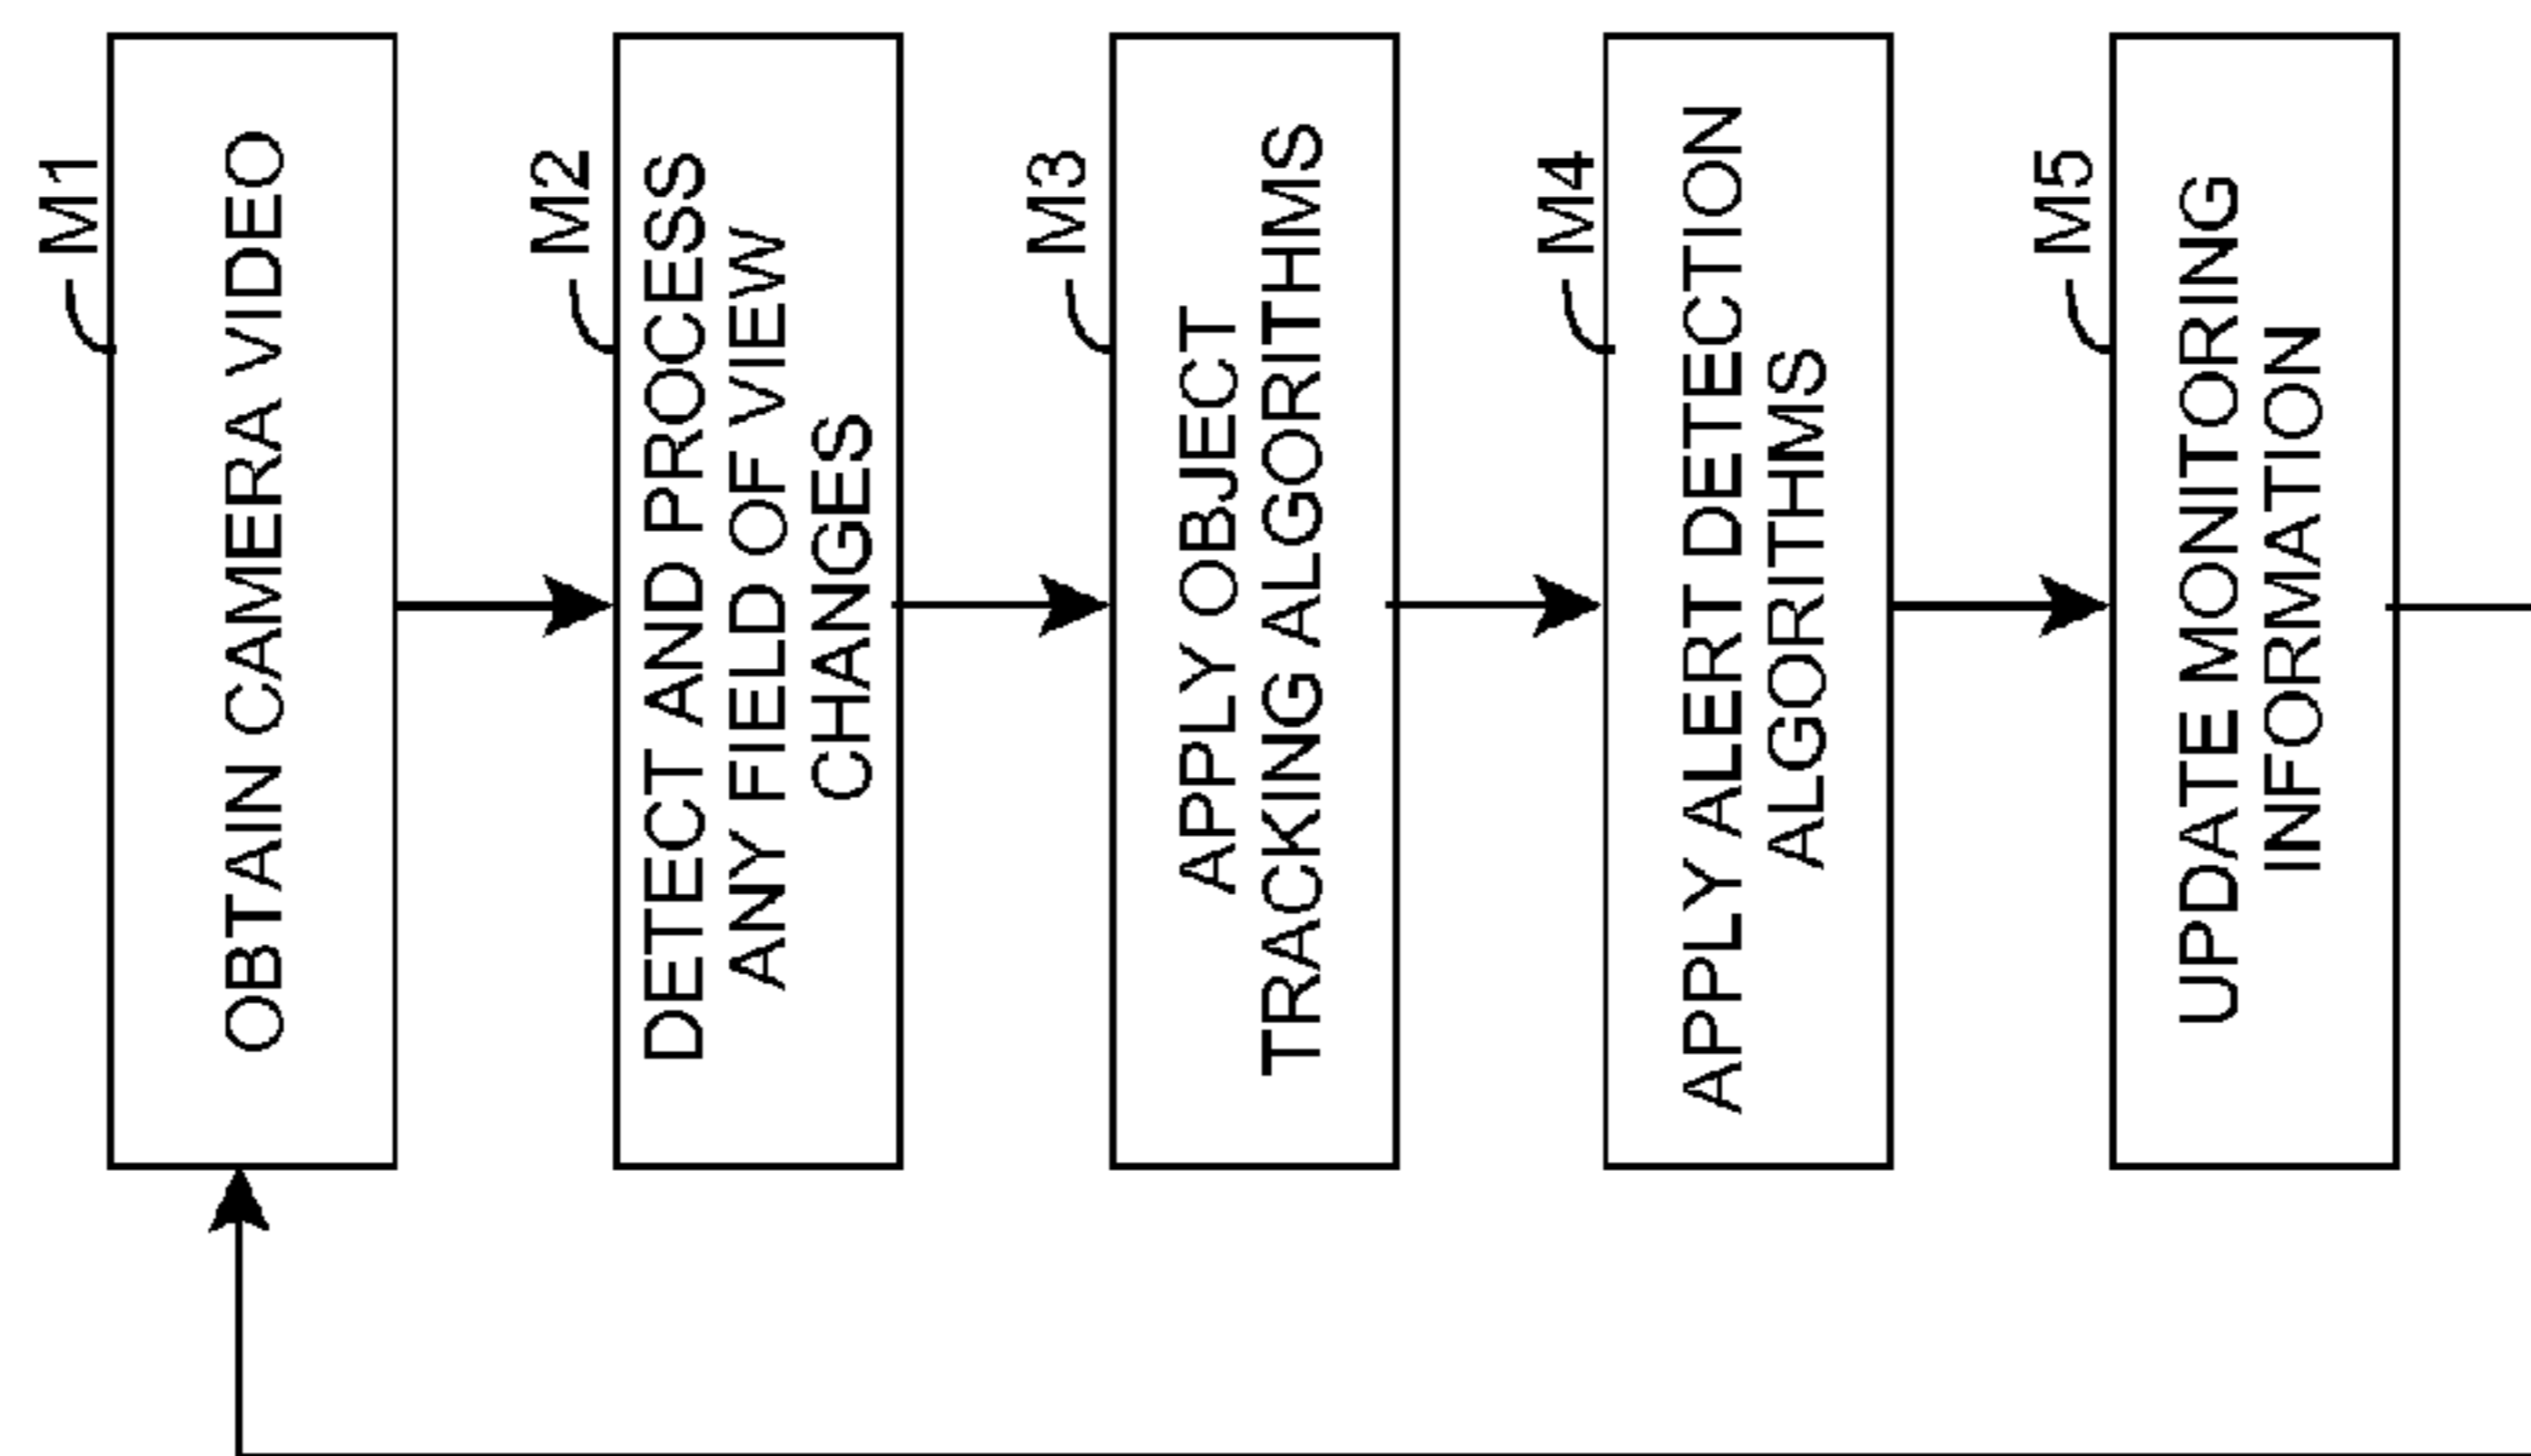 M1
OBTAIN CAMERA VIDEO
M2
DETECT AND PROCESS
ANY FIELD OF VIEW
CHANGES
M3
APPLY OBJECT
TRACKING ALGORITHMS
M4
APPLY ALERT DETECTION
ALGORITHMS
M5
UPDATE MONITORING
INFORMATION